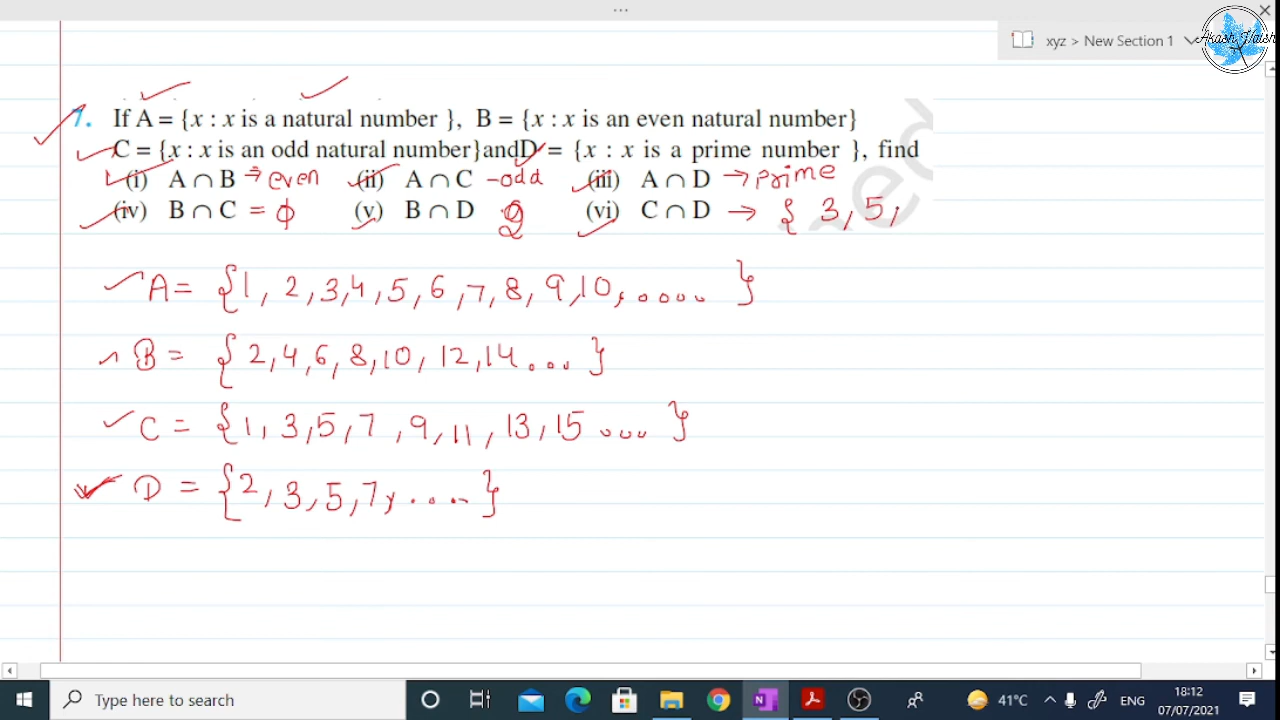 ...
xyz > New Section 1
7. If A = {x : x is a natural number }, B = {x : x is an even natural number}
C = {x : x is an odd natural number}andD = {x : x is a prime number }, find
(i) A ∩ B ⇒ even (ii) A ∩ C - odd (iii) A ∩ D → prime
(iv) B ∩ C = ϕ (v) B ∩ D 2 (vi) C ∩ D → { 3, 5,
A = {1, 2, 3, 4, 5, 6, 7, 8, 9, 10, ..... }
B = {2, 4, 6, 8, 10, 12, 14 ... }
C = {1, 3, 5, 7, 9, 11, 13, 15 .... }
D = {2, 3, 5, 7, .... }
Type here to search
41°C
ENG
18:12
07/07/2021